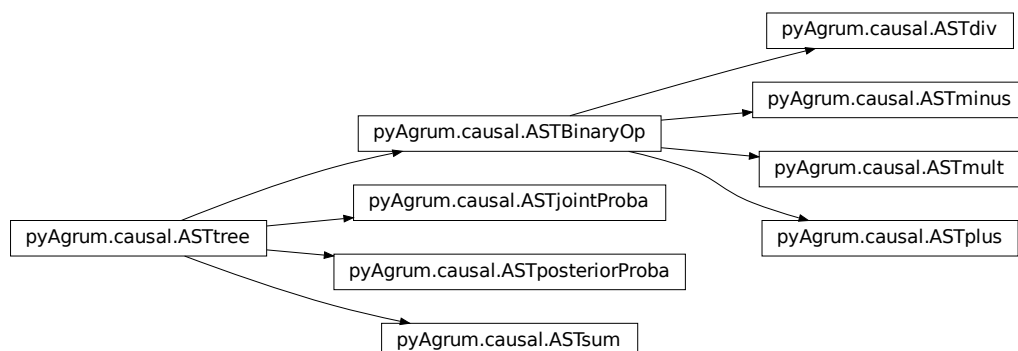 pyAgrum.causal.ASTdiv
pyAgrum.causal.ASTminus
pyAgrum.causal.ASTBinaryOp
pyAgrum.causal.ASTmult
pyAgrum.causal.ASTjointProba
pyAgrum.causal.ASTtree
pyAgrum.causal.ASTplus
pyAgrum.causal.ASTposteriorProba
pyAgrum.causal.ASTsum